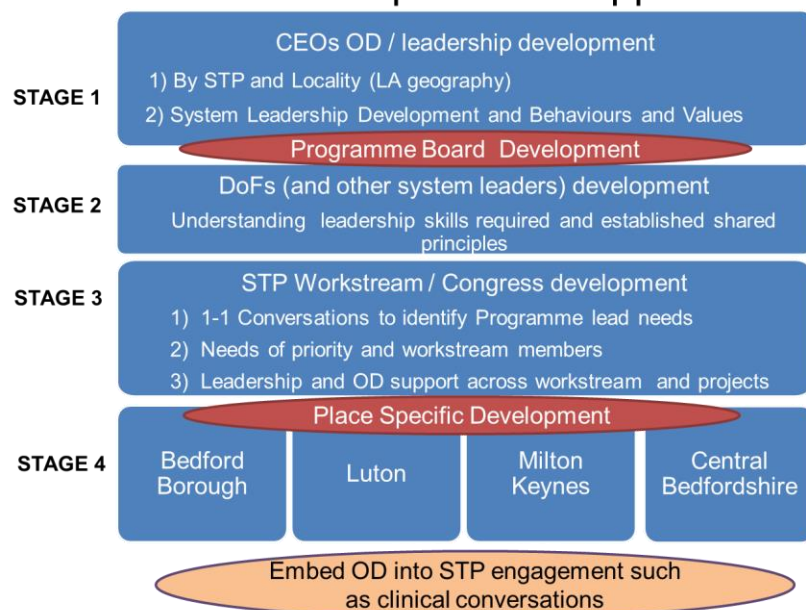 CEOs OD / leadership development
STAGE 1
1) By STP and Locality (LA geography)
2) System Leadership Development and Behaviours and Values
Programme Board Development
STAGE 2
DoFs (and other system leaders) development
Understanding leadership skills required and established shared
principles
STAGE 3
STP Workstream / Congress development
1) 1-1 Conversations to identify Programme lead needs
2) Needs of priority and workstream members
3) Leadership and OD support across workstream and projects
Place Specific Development
STAGE 4
Bedford
Borough
Luton
Milton
Keynes
Central
Bedfordshire
Embed OD into STP engagement such
as clinical conversations